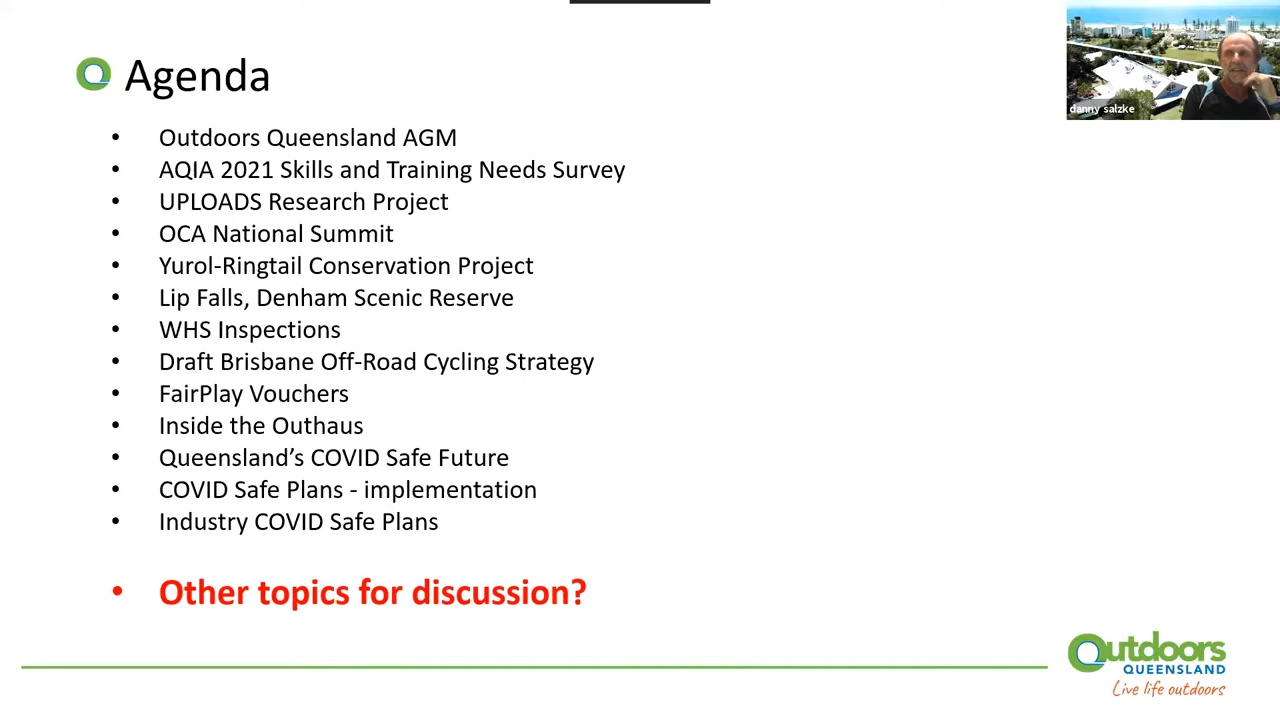 Agenda
danny salzke
• Outdoors Queensland AGM
• AQIA 2021 Skills and Training Needs Survey
• UPLOADS Research Project
• OCA National Summit
• Yurol-Ringtail Conservation Project
• Lip Falls, Denham Scenic Reserve
• WHS Inspections
• Draft Brisbane Off-Road Cycling Strategy
• FairPlay Vouchers
• Inside the Outhaus
• Queensland’s COVID Safe Future
• COVID Safe Plans - implementation
• Industry COVID Safe Plans
• Other topics for discussion?
Outdoors
QUEENSLAND
Live life outdoors